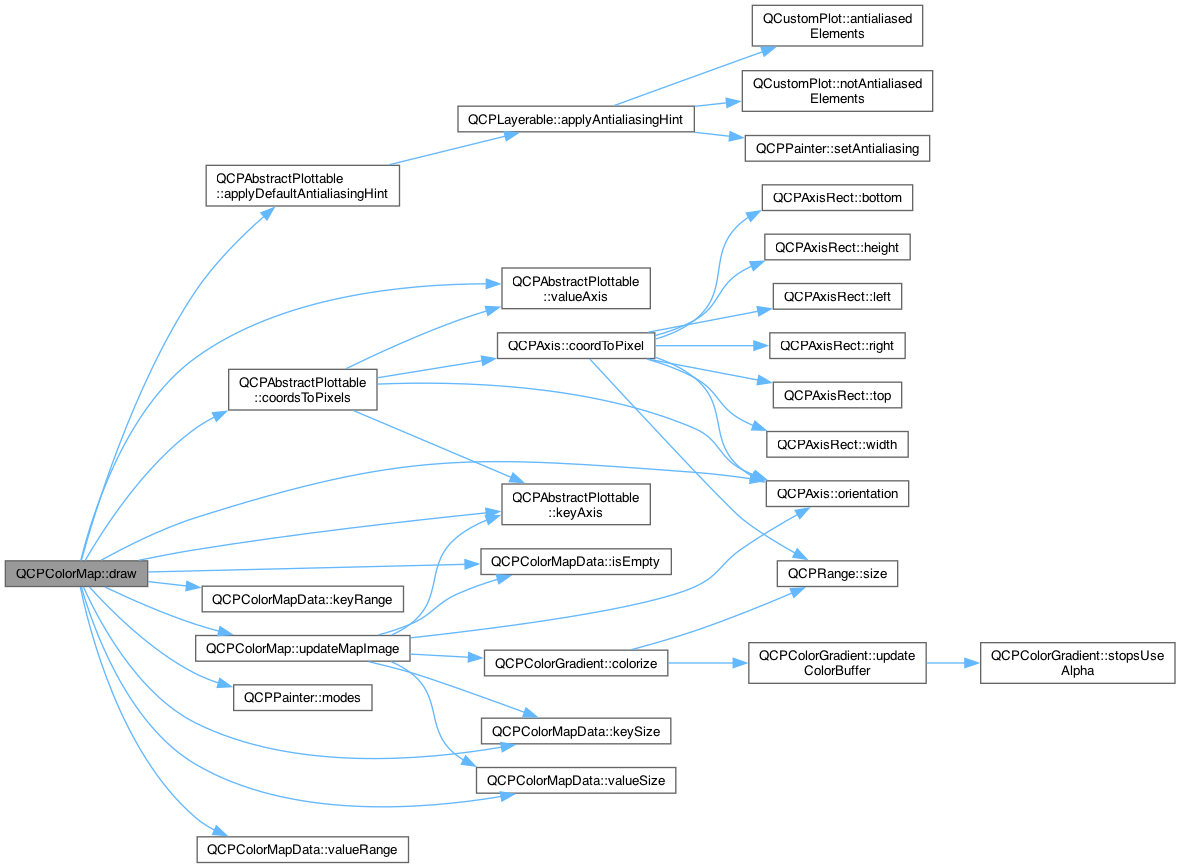 QCustomPlot::antialiased
Elements
QCustomPlot::notAntialiased
Elements
QCPLayerable::applyAntialiasingHint
QCPPainter::setAntialiasing
QCPAbstractPlottable
::applyDefaultAntialiasingHint
QCPAxisRect::bottom
QCPAxisRect::height
QCPAbstractPlottable
::valueAxis
QCPAxisRect::left
QCPAxis::coordToPixel
QCPAxisRect::right
QCPAbstractPlottable
::coordsToPixels
QCPAxisRect::top
QCPAxisRect::width
QCPAbstractPlottable
::keyAxis
QCPAxis::orientation
QCPColorMapData::isEmpty
QCPColorMap::draw
QCPRange::size
QCPColorMapData::keyRange
QCPColorMap::updateMapImage
QCPColorGradient::colorize
QCPColorGradient::update
ColorBuffer
QCPColorGradient::stopsUse
Alpha
QCPPainter::modes
QCPColorMapData::keySize
QCPColorMapData::valueSize
QCPColorMapData::valueRange